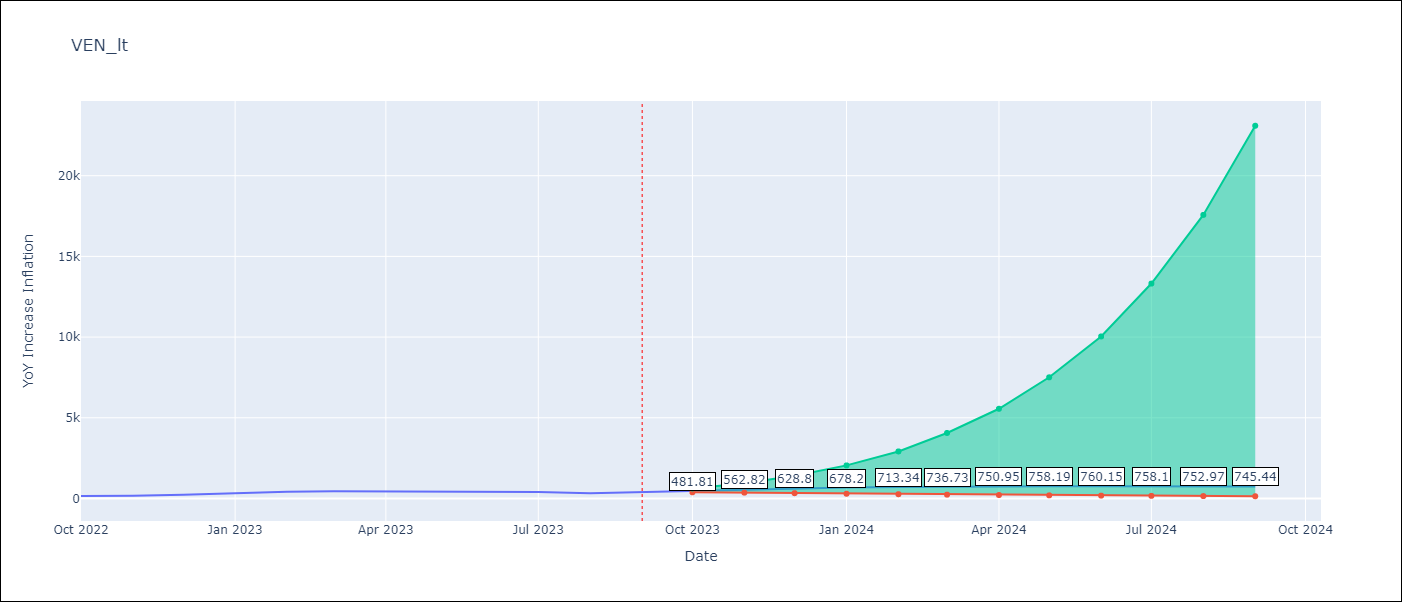 VEN_lt
YoY Increase Inflation
20k
15k
10k
5k
0
481.81 562.82 628.8 678.2 713.34 736.73 750.95 758.19 760.15 758.1 752.97 745.44
Oct 2022 Jan 2023 Apr 2023 Jul 2023 Oct 2023 Jan 2024 Apr 2024 Jul 2024 Oct 2024
Date